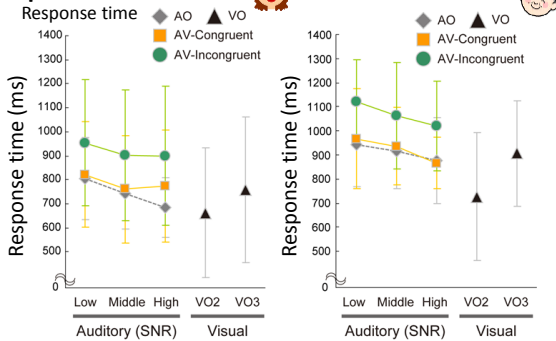 Response time
AO VO
AV-Congruent
AV-Incongruent
Response time (ms)
1400
1300
1200
1100
1000
900
800
700
600
500
0
Low Middle High VO2 VO3
Auditory (SNR) Visual
AO VO
AV-Congruent
AV-Incongruent
Response time (ms)
1400
1300
1200
1100
1000
900
800
700
600
500
0
Low Middle High VO2 VO3
Auditory (SNR) Visual